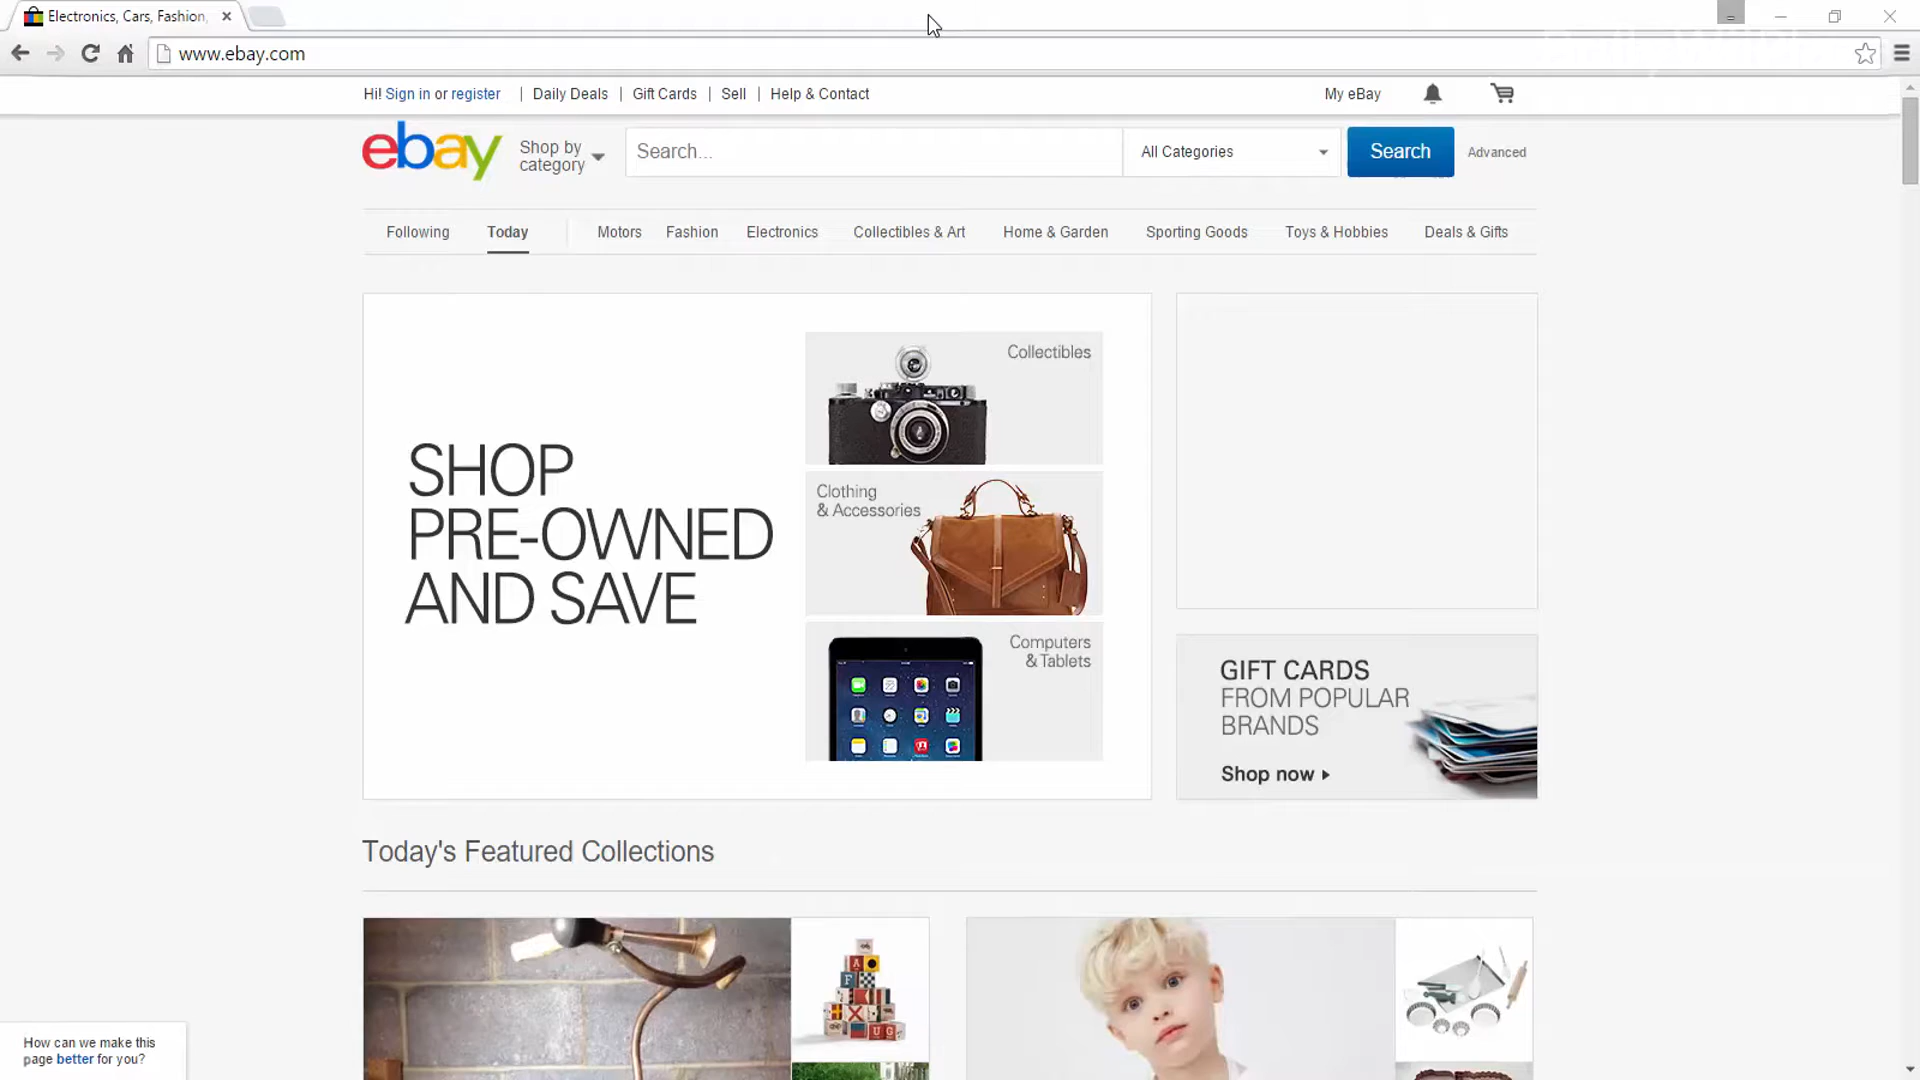 Electronics, Cars, Fashion,
www.ebay.com
Hi! Sign in or register | Daily Deals | Gift Cards | Sell | Help & Contact
My eBay
ebay
Shop by
category
Search...
All Categories
Search
Advanced
Following
Today
Motors
Fashion
Electronics
Collectibles & Art
Home & Garden
Sporting Goods
Toys & Hobbies
Deals & Gifts
SHOP
PRE-OWNED
AND SAVE
Collectibles
Clothing
& Accessories
Computers
& Tablets
GIFT CARDS
FROM POPULAR
BRANDS
Shop now
Today's Featured Collections
How can we make this
page better for you?